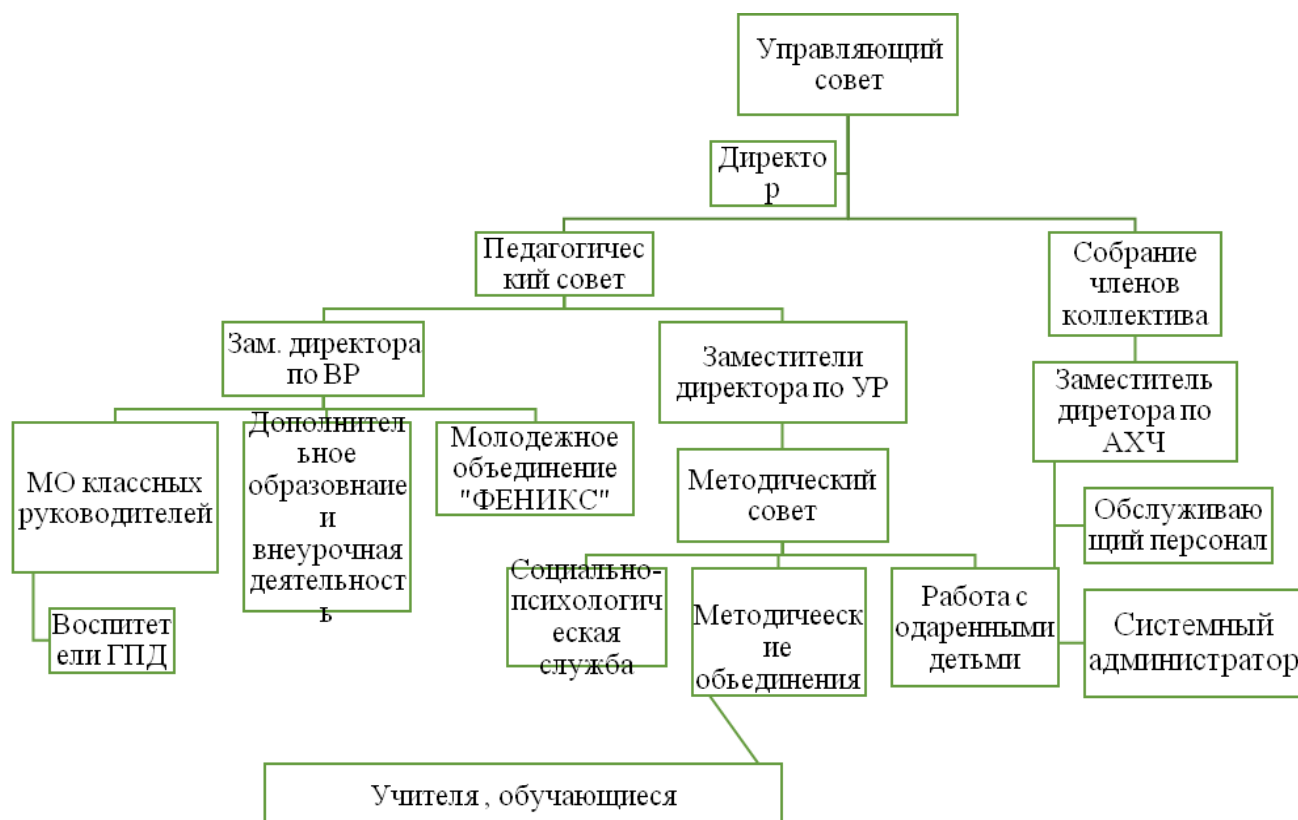 Управляющий
совет
Директо
р
Педагогичес
кий совет
Собрание
членов
коллектива
Зам. директора
по ВР
Заместители
директора по УР
Заместитель
диретора по
АХЧ
МО классных
руководителей
Дополнител
ьное
образовнаие
и
внеурочная
деятельност
ь
Молодежное
объединение
"ФЕНИКС"
Методический
совет
Обслуживаю
щий персонал
Воспитет
ели ГПД
Социально-
психологич
еская
служба
Методичееск
ие
обьединения
Работа с
одаренными
детьми
Системный
администратор
Учителя , обучающиеся